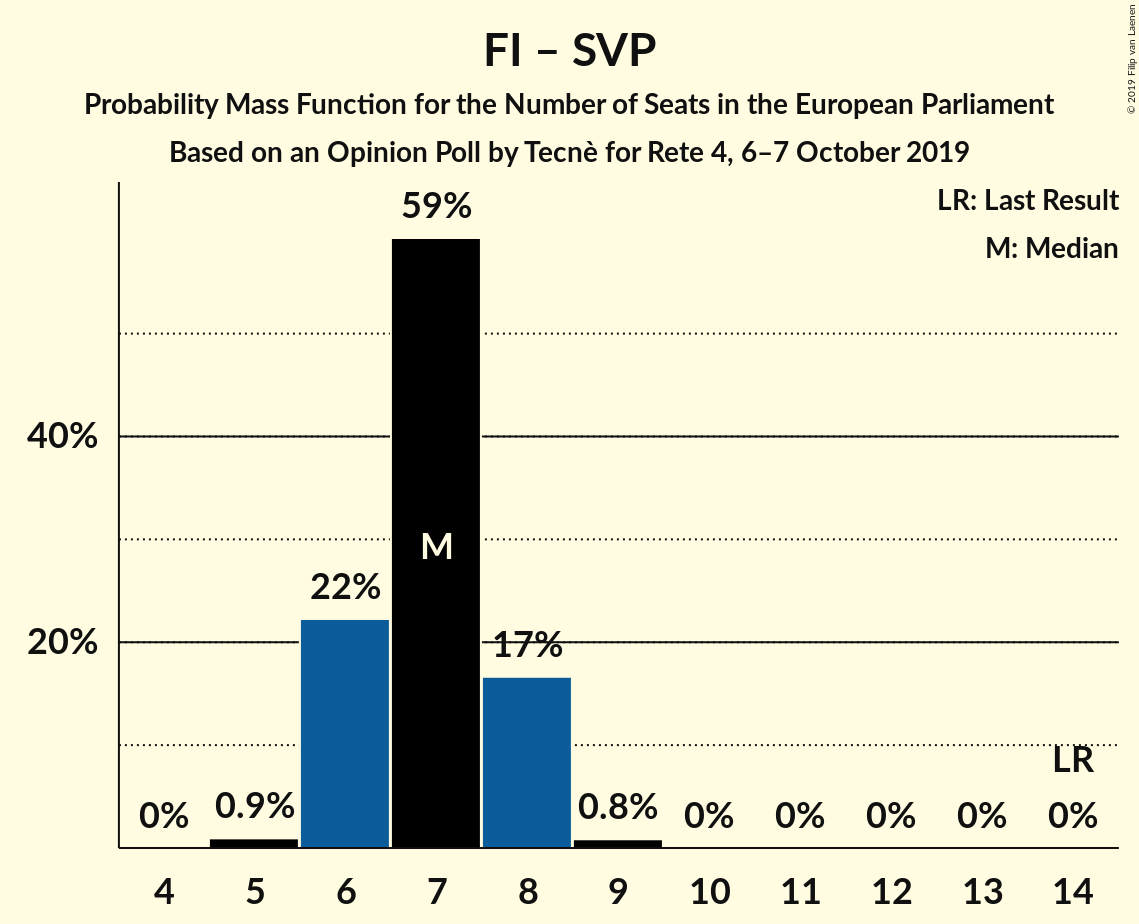 FI – SVP
Probability Mass Function for the Number of Seats in the European Parliament
Based on an Opinion Poll by Tecnè for Rete 4, 6–7 October 2019
© 2019 Filip van Laenen
LR: Last Result
M: Median
59%
40%
M
22%
20%
17%
LR
0% 0.9% 0.8% 0% 0% 0% 0% 0%
4 5 6 7 8 9 10 11 12 13 14